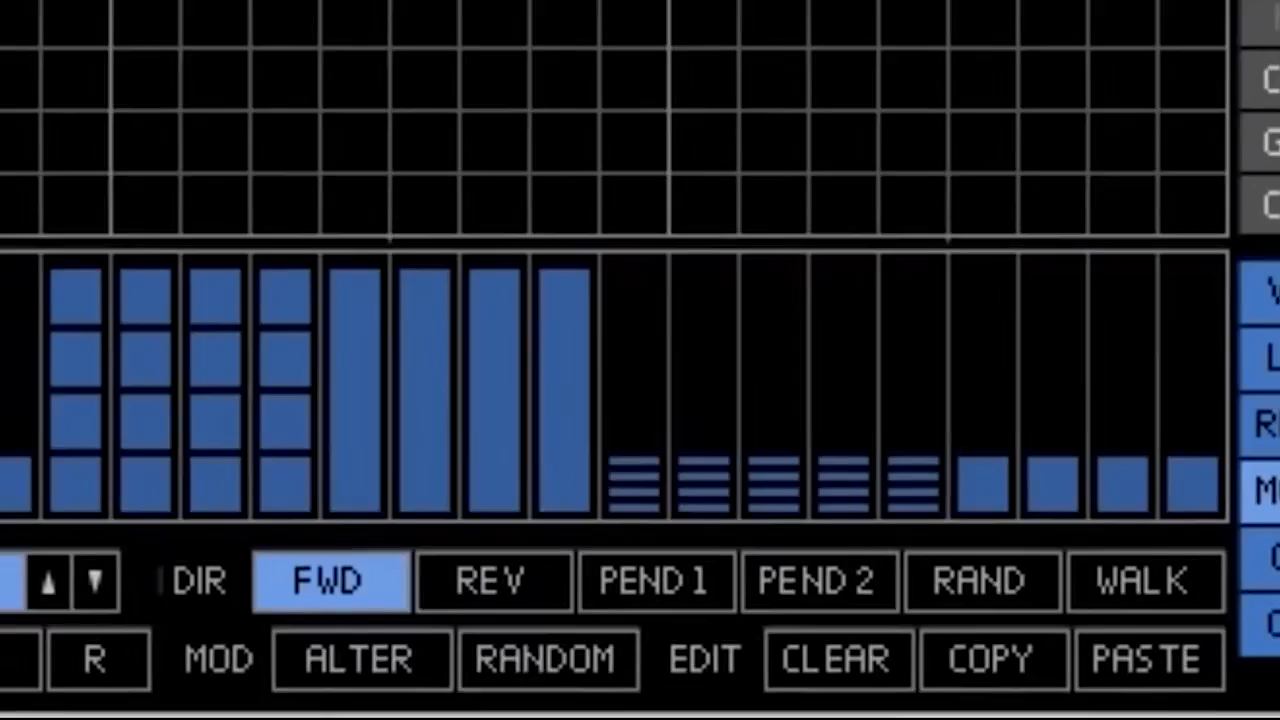 DIR FWD REV PEND 1 PEND 2 RAND WALK
R MOD ALTER RANDOM EDIT CLEAR COPY PASTE